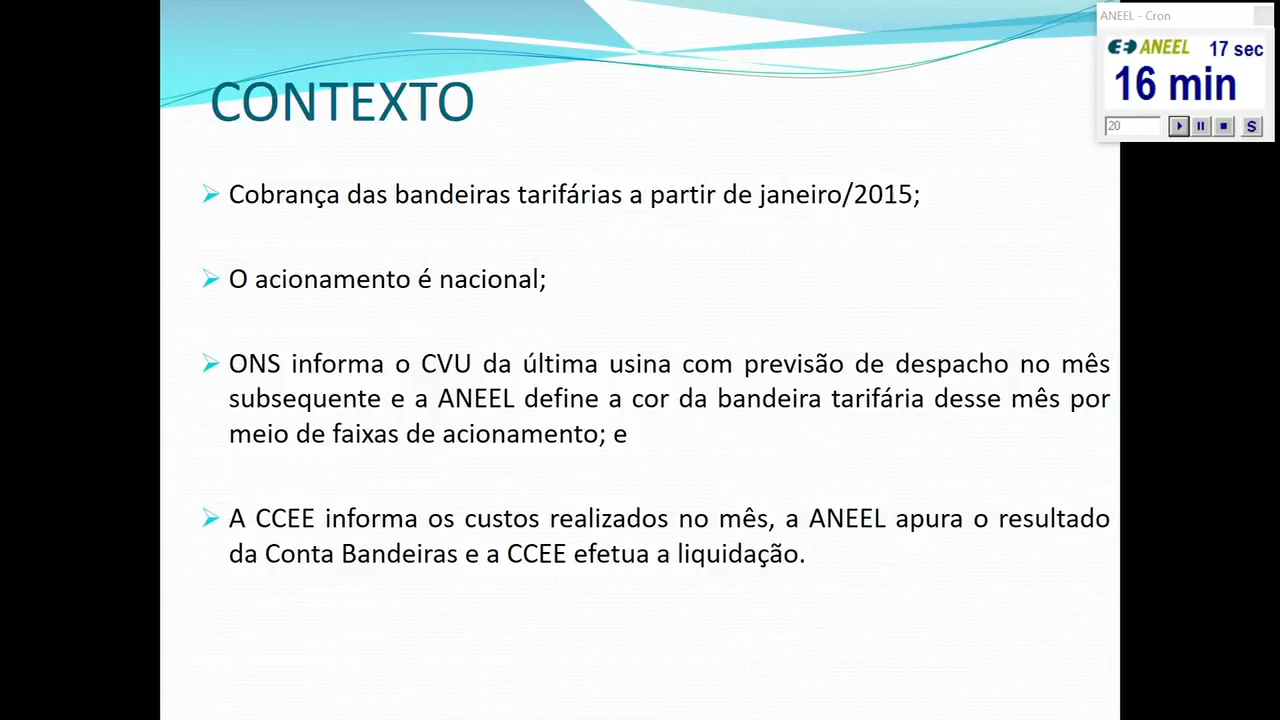 ANEEL - Cron
ANEEL 17 sec
16 min
20
S
CONTEXTO
Cobrança das bandeiras tarifárias a partir de janeiro/2015;
O acionamento é nacional;
ONS informa o CVU da última usina com previsão de despacho no mês
subsequente e a ANEEL define a cor da bandeira tarifária desse mês por
meio de faixas de acionamento; e
A CCEE informa os custos realizados no mês, a ANEEL apura o resultado
da Conta Bandeiras e a CCEE efetua a liquidação.